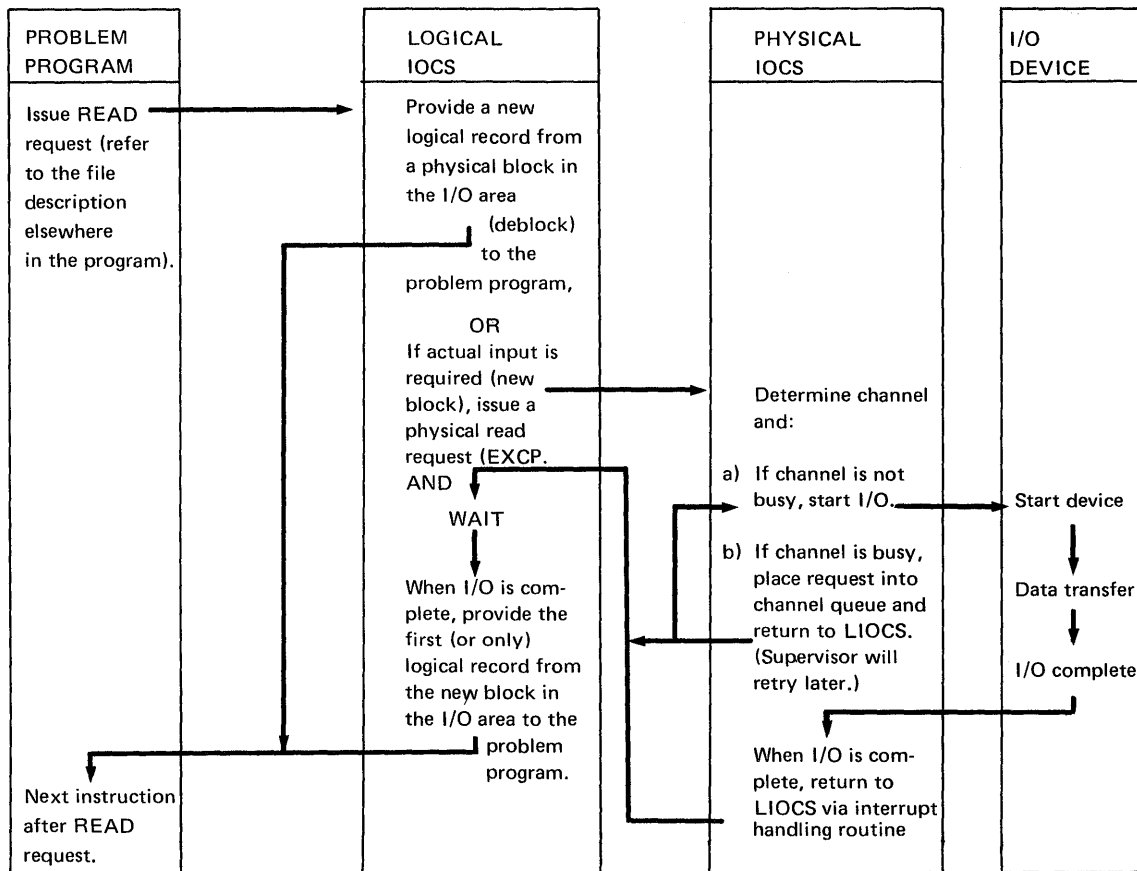 PROBLEM
PROGRAM
LOGICAL
IOCS
PHYSICAL
IOCS
I/O
DEVICE
Issue READ
request (refer
to the file
description
elsewhere
in the program).
Provide a new
logical record from
a physical block in
the I/O area
(deblock)
to the
problem program,
OR
If actual input is
required (new
block), issue a
physical read
request (EXCP.
AND
WAIT
When I/O is com-
plete, provide the
first (or only)
logical record from
the new block in
the I/O area to the
problem
program.
Determine channel
and:
a) If channel is not
busy, start I/O.
b) If channel is busy,
place request into
channel queue and
return to LIOCS.
(Supervisor will
retry later.)
Start device
Data transfer
I/O complete
When I/O is com-
plete, return to
LIOCS via interrupt
handling routine
Next instruction
after READ
request.